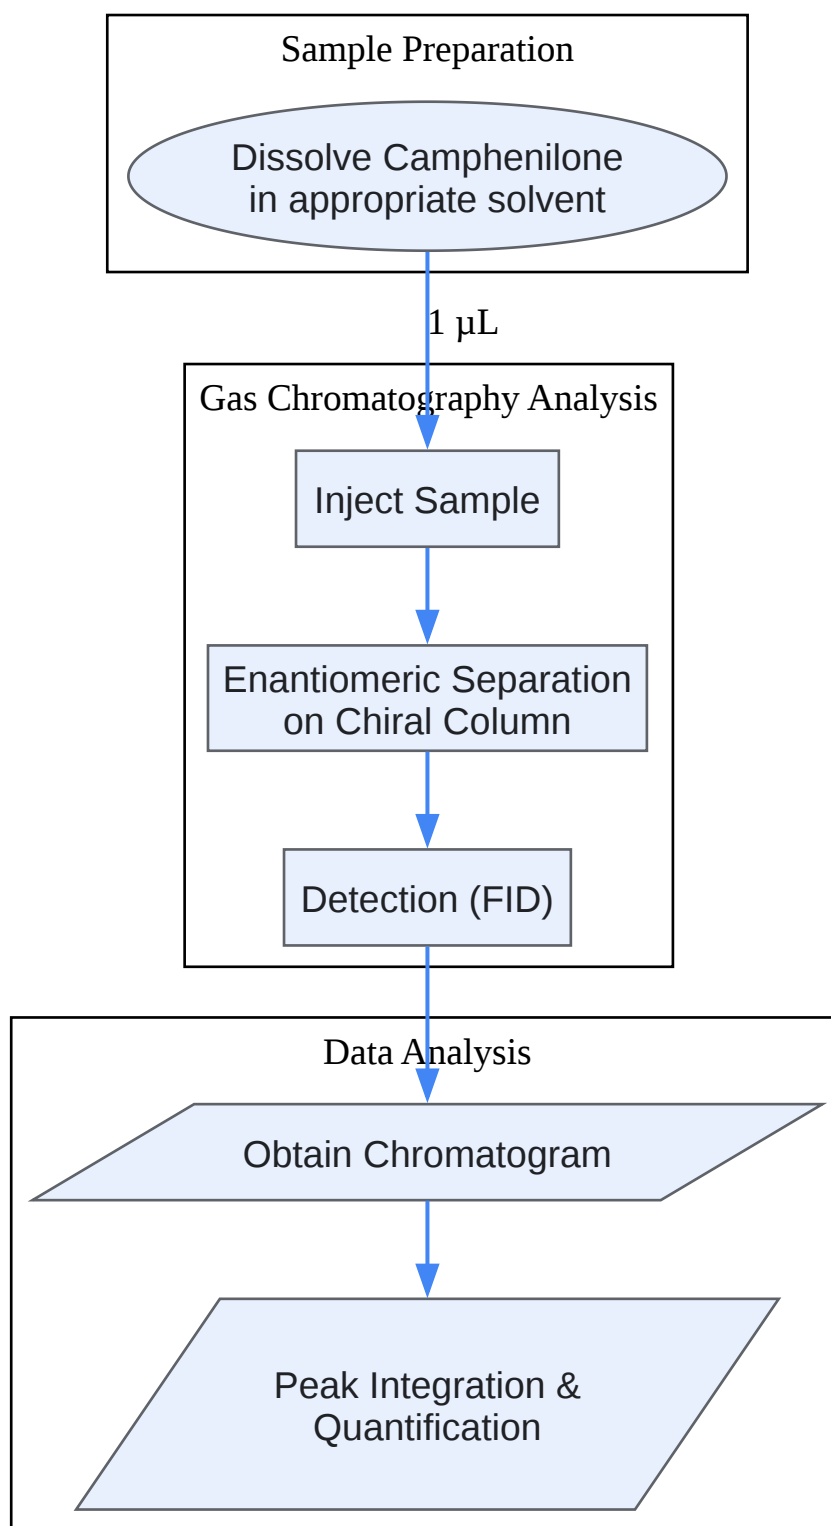 Sample Preparation
Dissolve Camphenilone
in appropriate solvent
1 µL
Gas Chromatography Analysis
Inject Sample
Enantiomeric Separation
on Chiral Column
Detection (FID)
Data Analysis
Obtain Chromatogram
Peak Integration &
Quantification